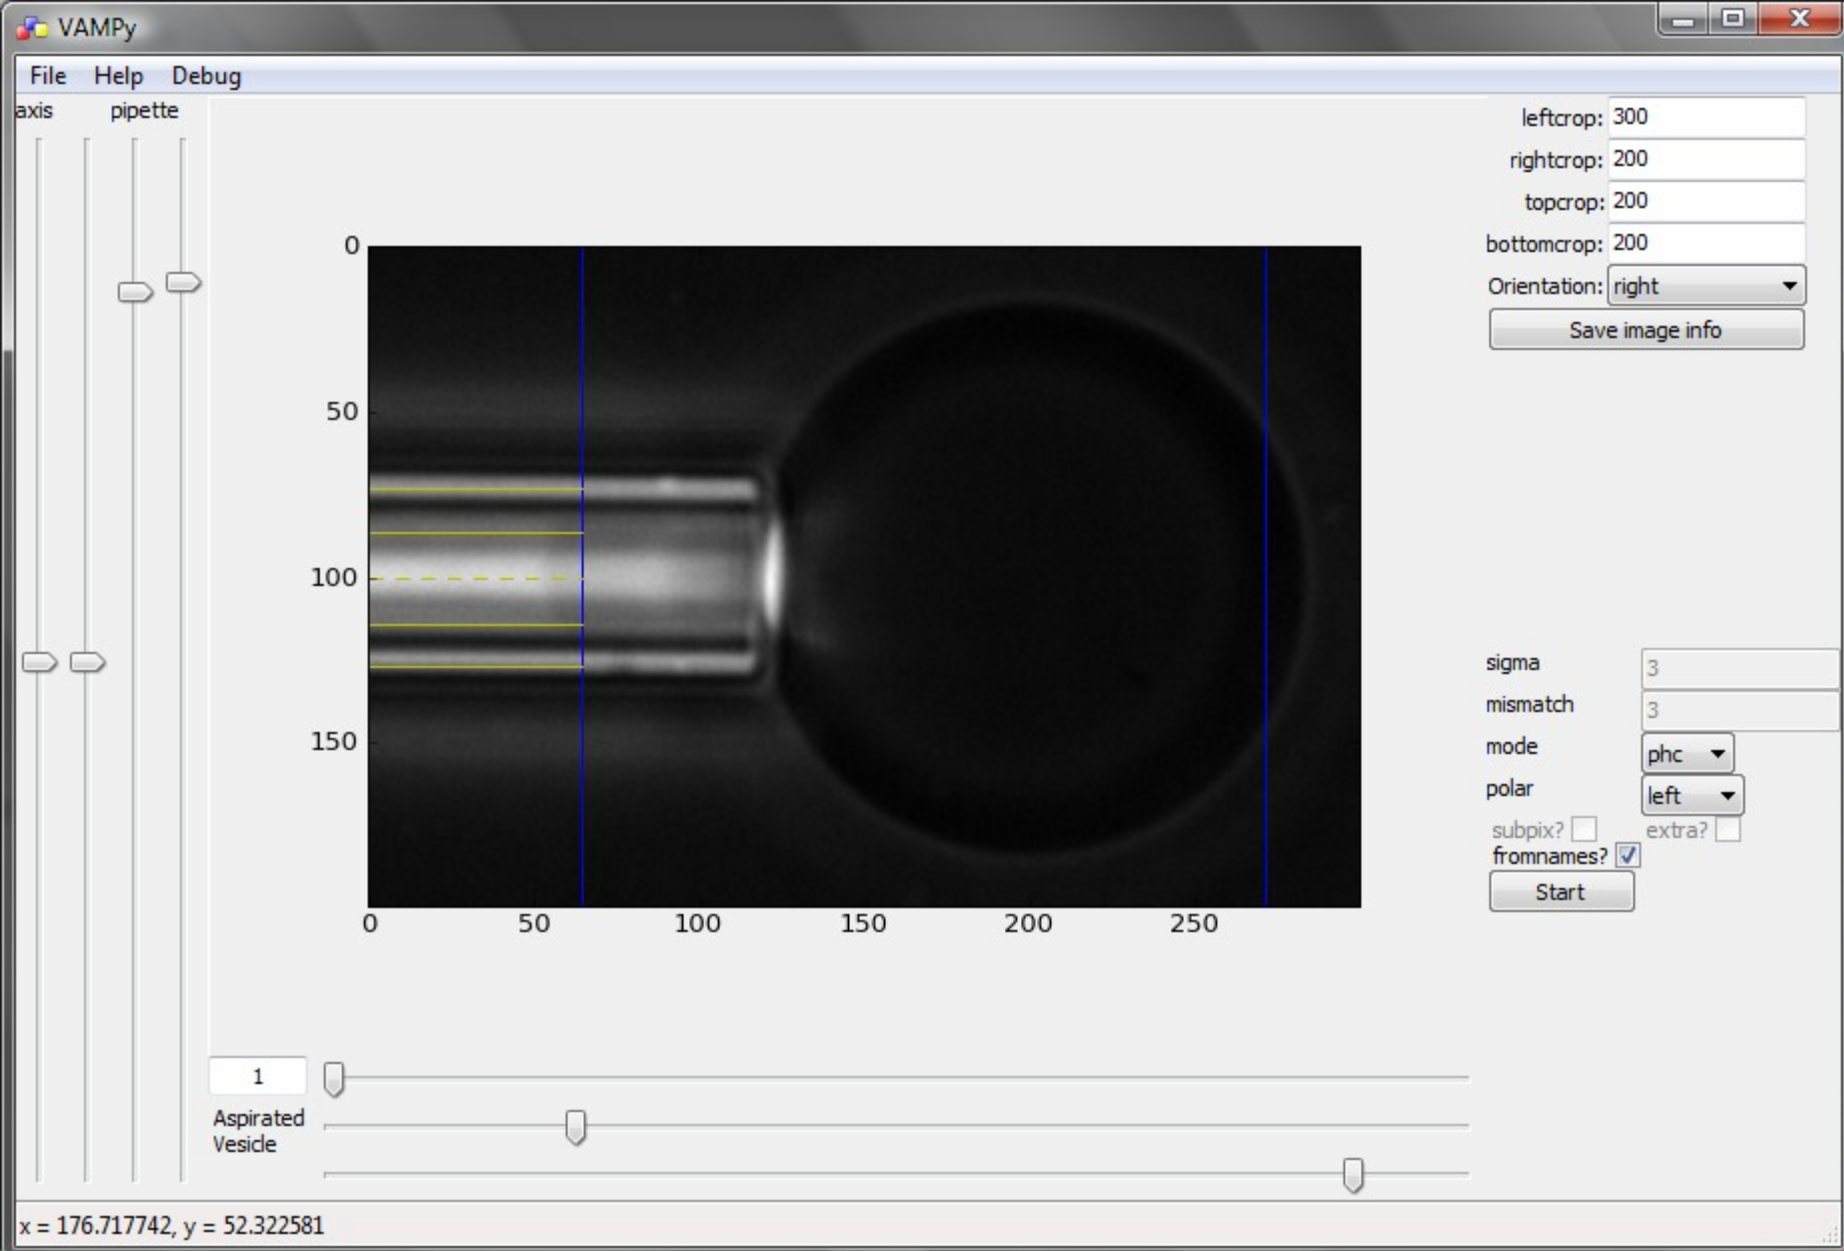 VAMPy
File Help Debug
axis pipette
leftcrop: 300
rightcrop: 200
topcrop: 200
bottomcrop: 200
Orientation: right
Save image info
0
50
100
150
0 50 100 150 200 250
sigma 3
mismatch 3
mode phc
polar left
subpix? extra?
fromnames?
Start
1
Aspirated
Vesicle
x = 176.717742, y = 52.322581